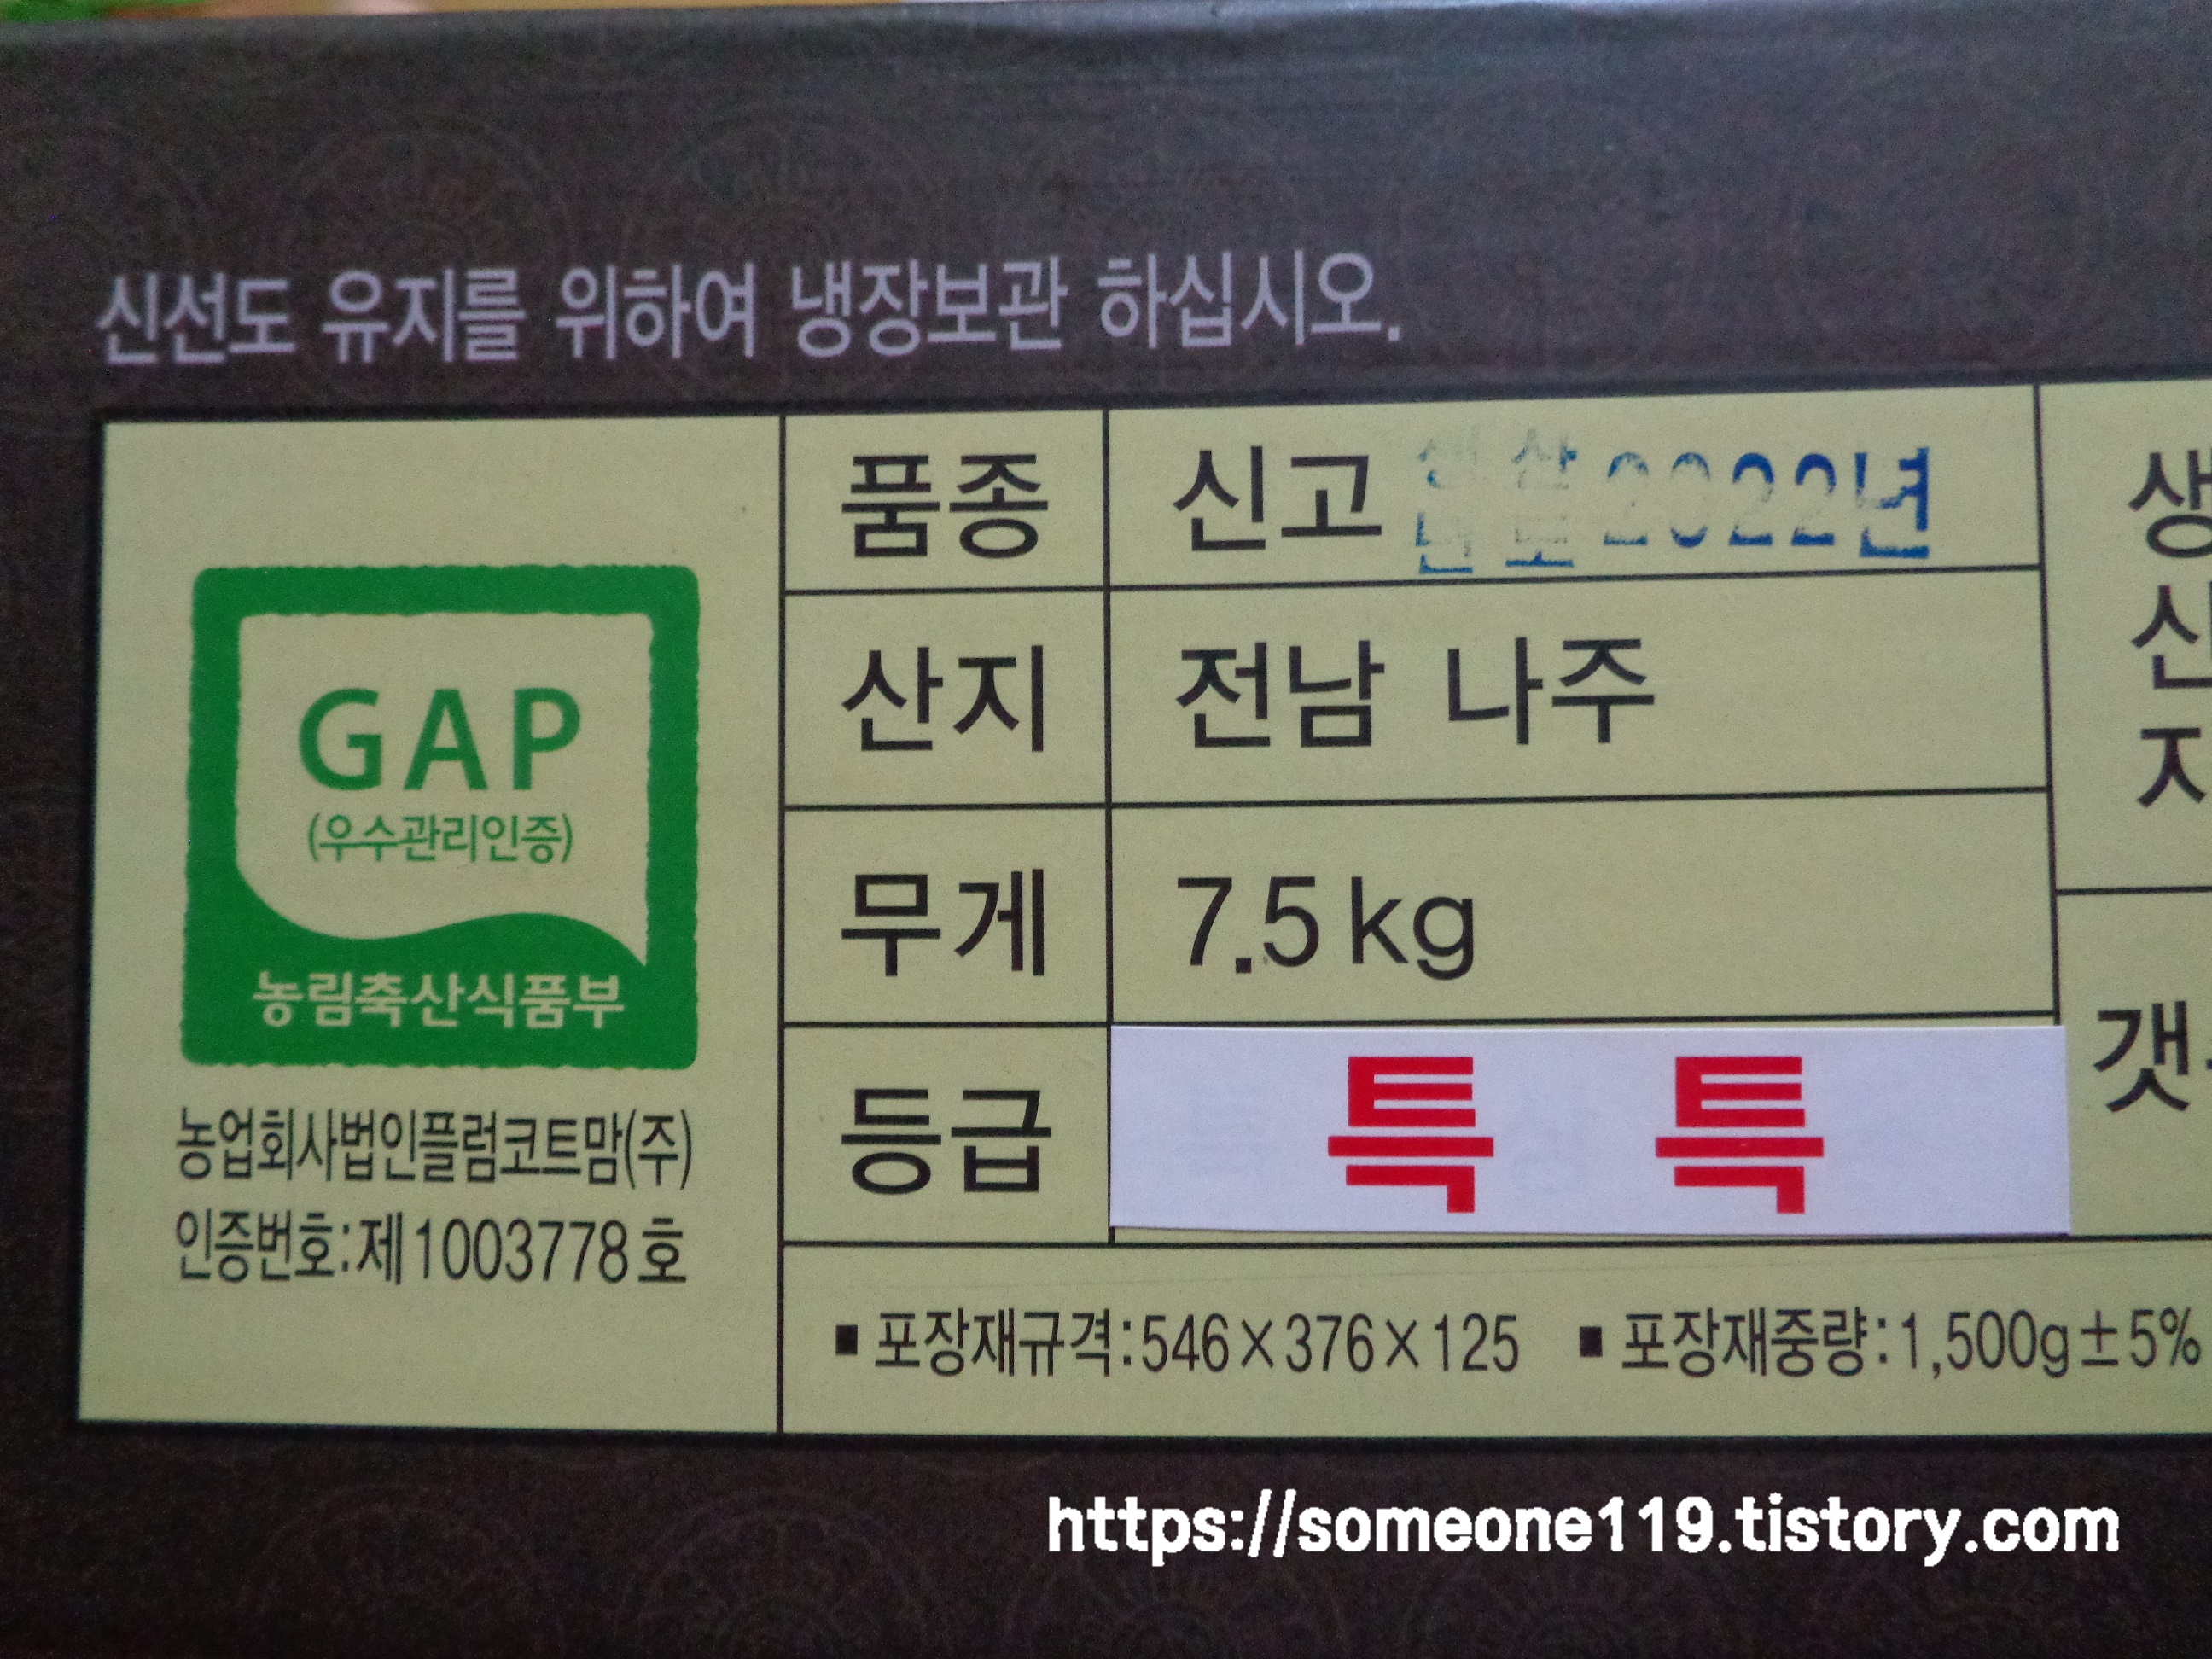 신선도 유지를 위하여 냉장보관 하십시오.
GAP
(우수관리인증)
농림축산식품부
농업회사법인플럼코트맘(주)
인증번호:제1003778호
품종 신고 2022년
산지 전남 나주
무게 7.5kg
등급 특 특
■ 포장재규격:546×376×125 ■ 포장재중량:1,500g±5%
https://someone119.tistory.com